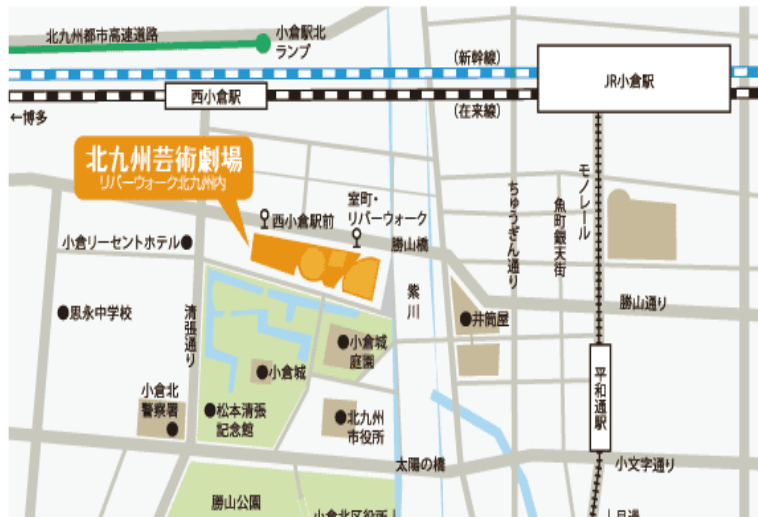 北九州都市高速道路
小倉駅北
ランプ
(新幹線)
JR小倉駅
西小倉駅
(在来線)
←博多
北九州芸術劇場
リバーウォーク北九州内
モノレール
室町・
リバーウォーク
西小倉駅前
ちゅうぎん通り
魚町銀天街
小倉リーセントホテル
勝山橋
紫川
勝山通り
思永中学校
清張通り
井筒屋
小倉城
庭園
小倉城
平和通駅
小倉北
警察署
松本清張
記念館
北九州
市役所
太陽の橋
小文字通り
勝山公園
小倉北区役所